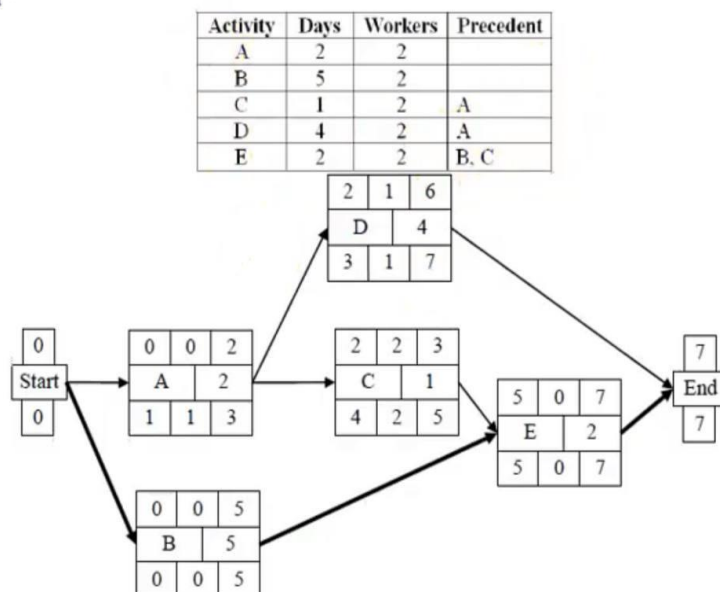 Activity Days Workers Precedent
A 2 2
B 5 2
C 1 2 A
D 4 2 A
E 2 2 B, C
2 1 6
D 4
3 1 7
0
Start
0
0 0 2
A 2
1 1 3
2 2 3
C 1
4 2 5
7
End
7
5 0 7
E 2
5 0 7
0 0 5
B 5
0 0 5